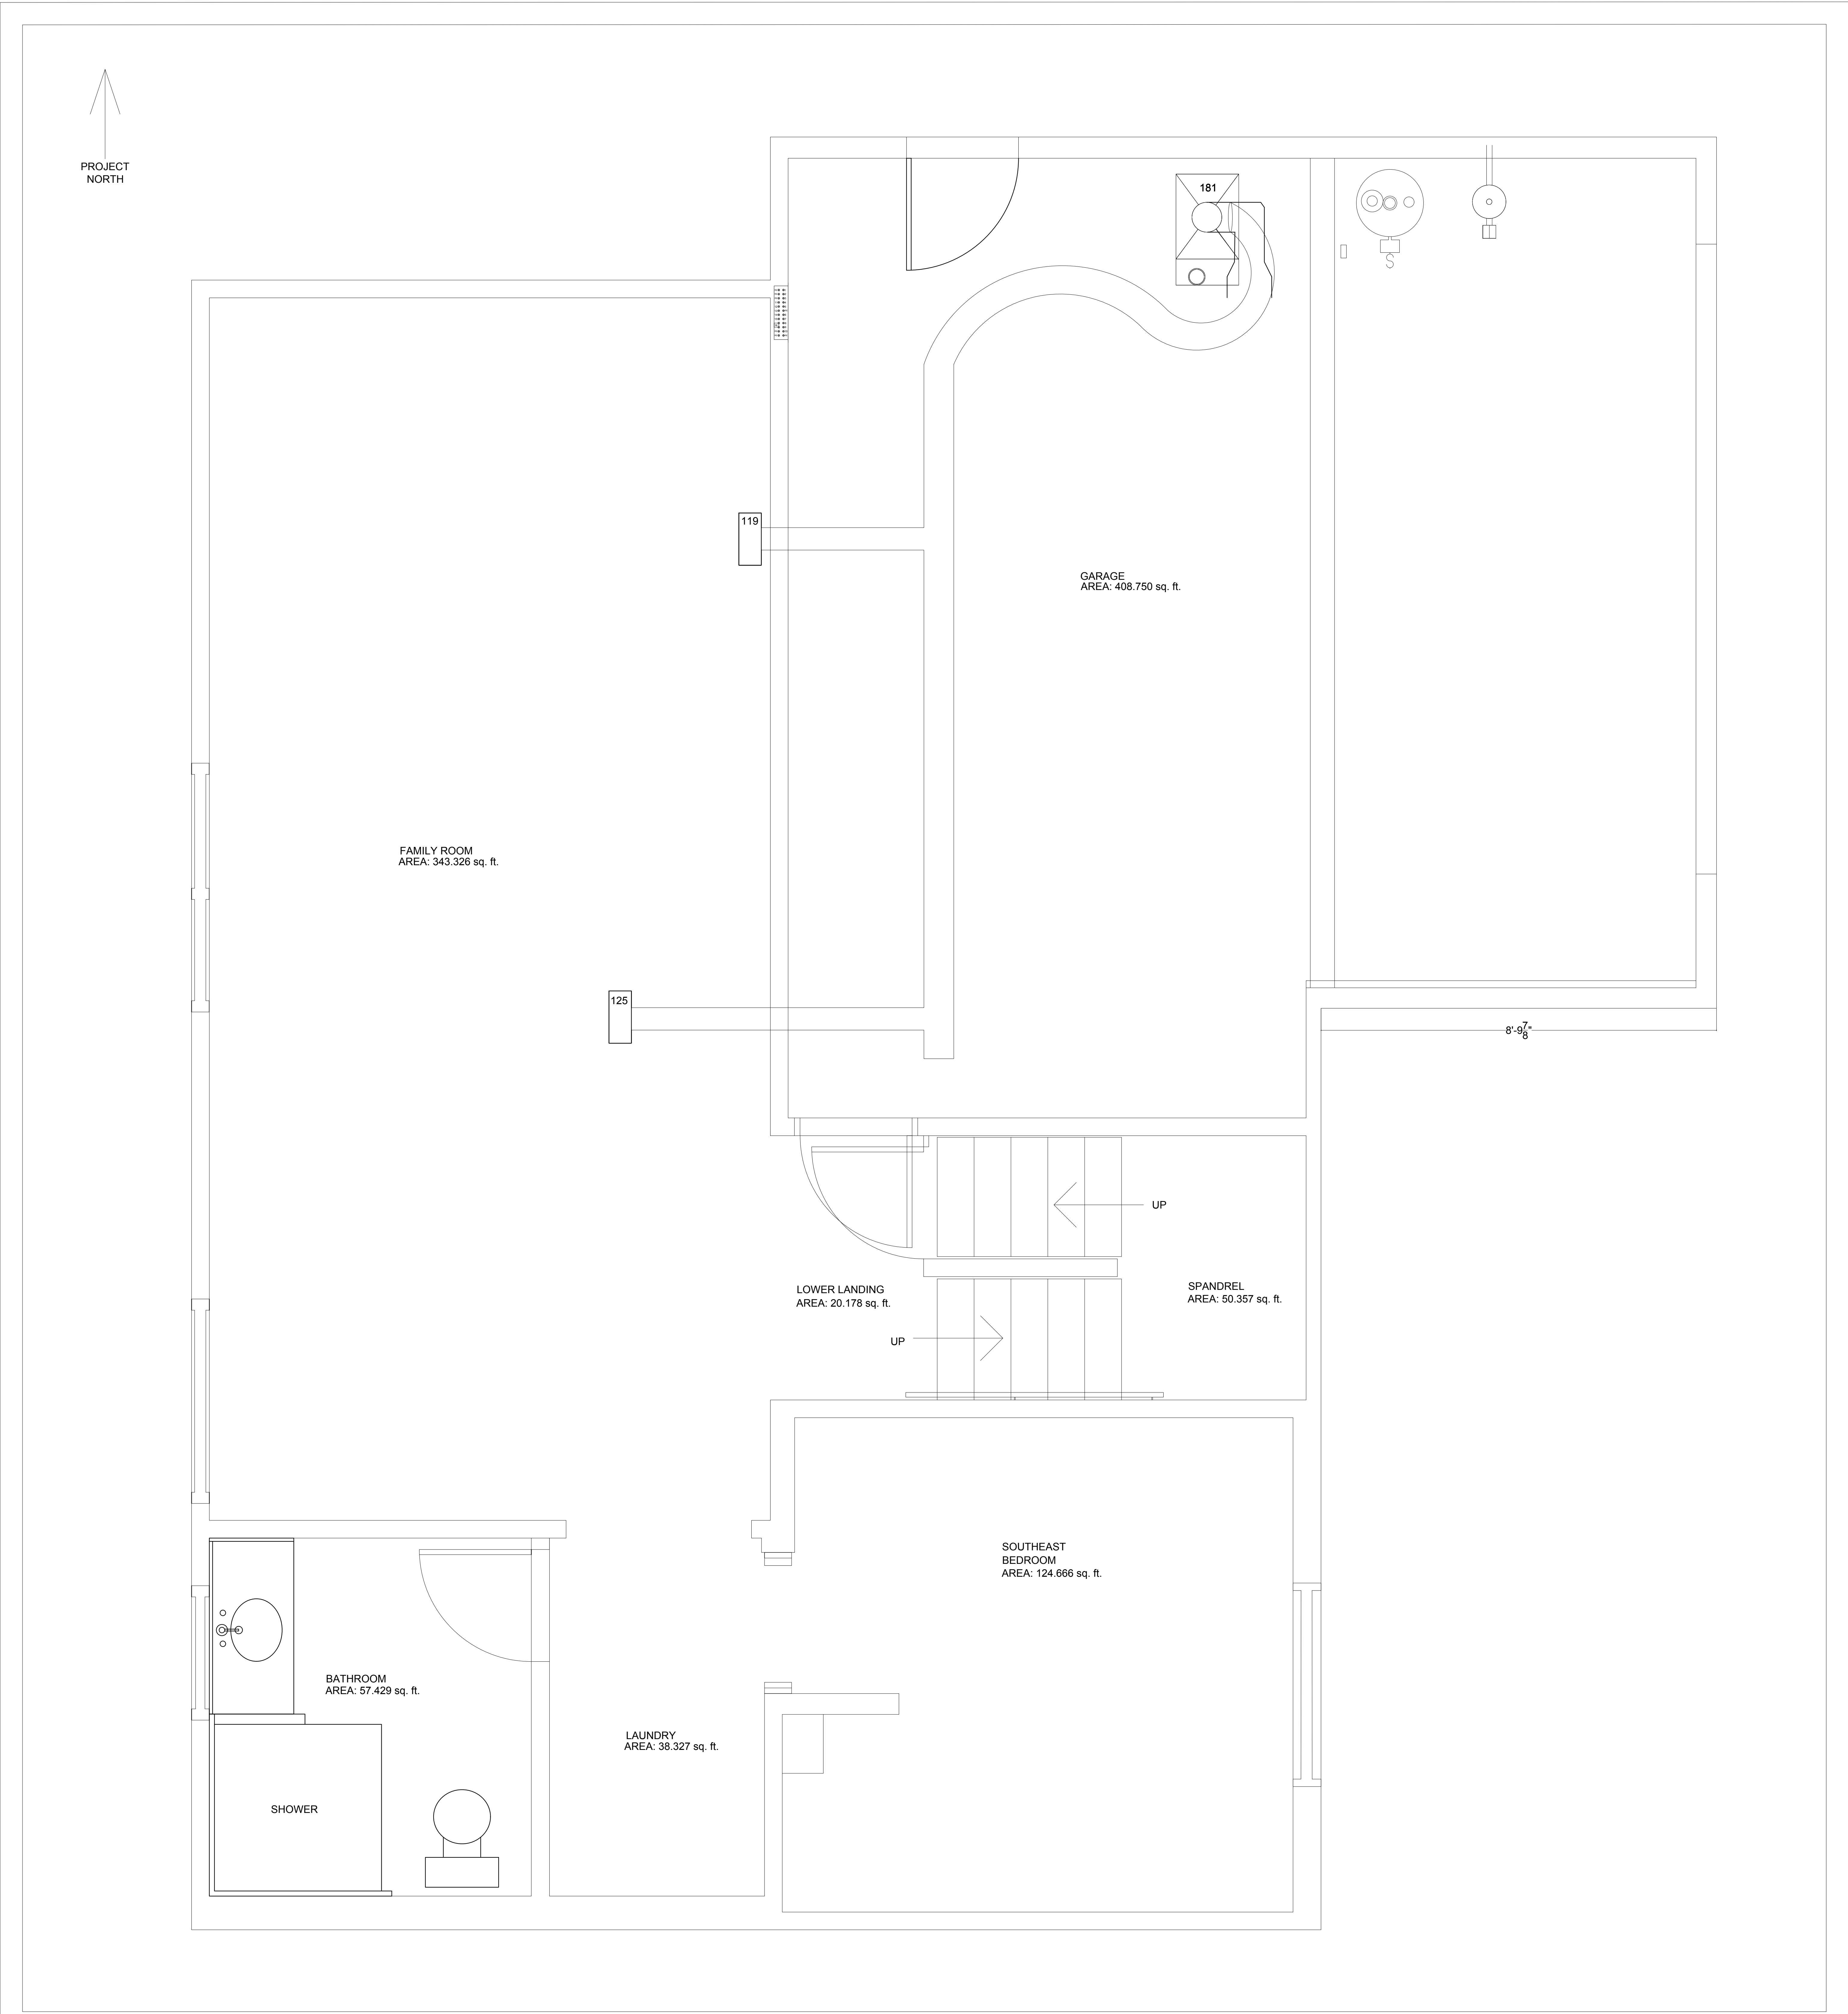 PROJECT
NORTH
181
119
GARAGE
AREA: 408.750 sq. ft.
FAMILY ROOM
AREA: 343.326 sq. ft.
125
8'-9 7/8"
UP
LOWER LANDING
AREA: 20.178 sq. ft.
SPANDREL
AREA: 50.357 sq. ft.
UP
SOUTHEAST
BEDROOM
AREA: 124.666 sq. ft.
BATHROOM
AREA: 57.429 sq. ft.
LAUNDRY
AREA: 38.327 sq. ft.
SHOWER